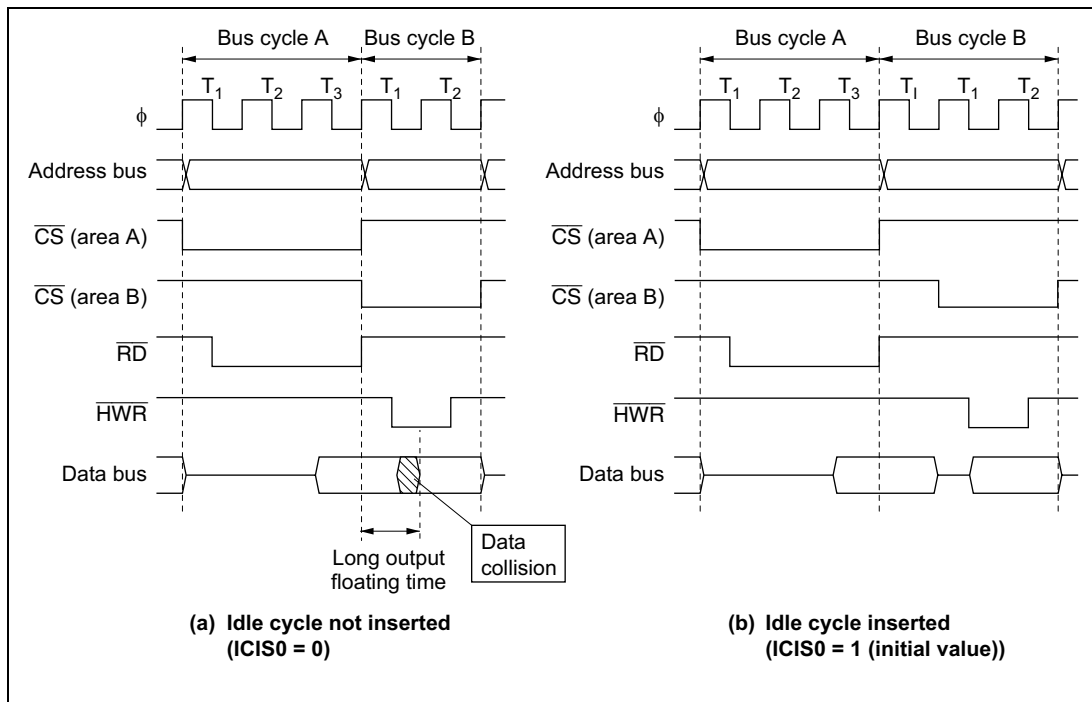 Bus cycle A Bus cycle B
T1 T2 T3 T1 T2
ϕ
Address bus
CS (area A)
CS (area B)
RD
HWR
Data bus
Long output
floating time
Data
collision
(a) Idle cycle not inserted
(ICIS0 = 0)
Bus cycle A Bus cycle B
T1 T2 T3 TI T1 T2
ϕ
Address bus
CS (area A)
CS (area B)
RD
HWR
Data bus
(b) Idle cycle inserted
(ICIS0 = 1 (initial value))